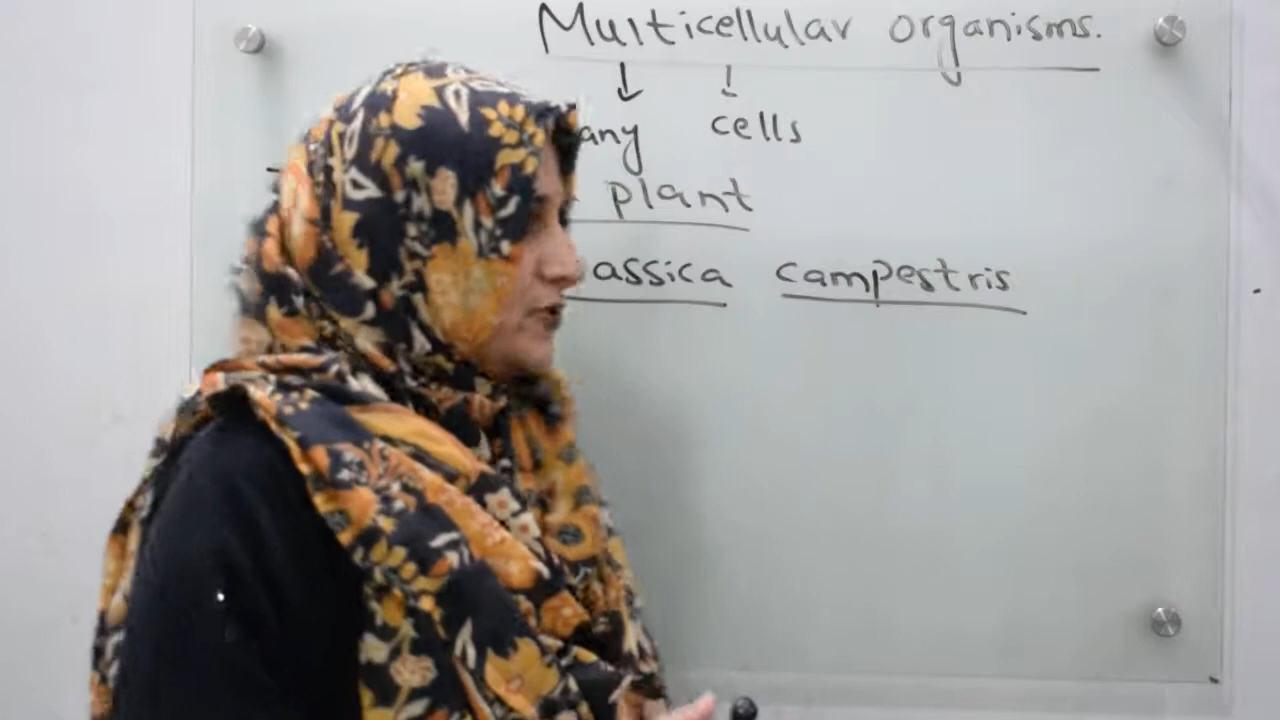 Multicellular organisms.
any cells
plant
assica campestris